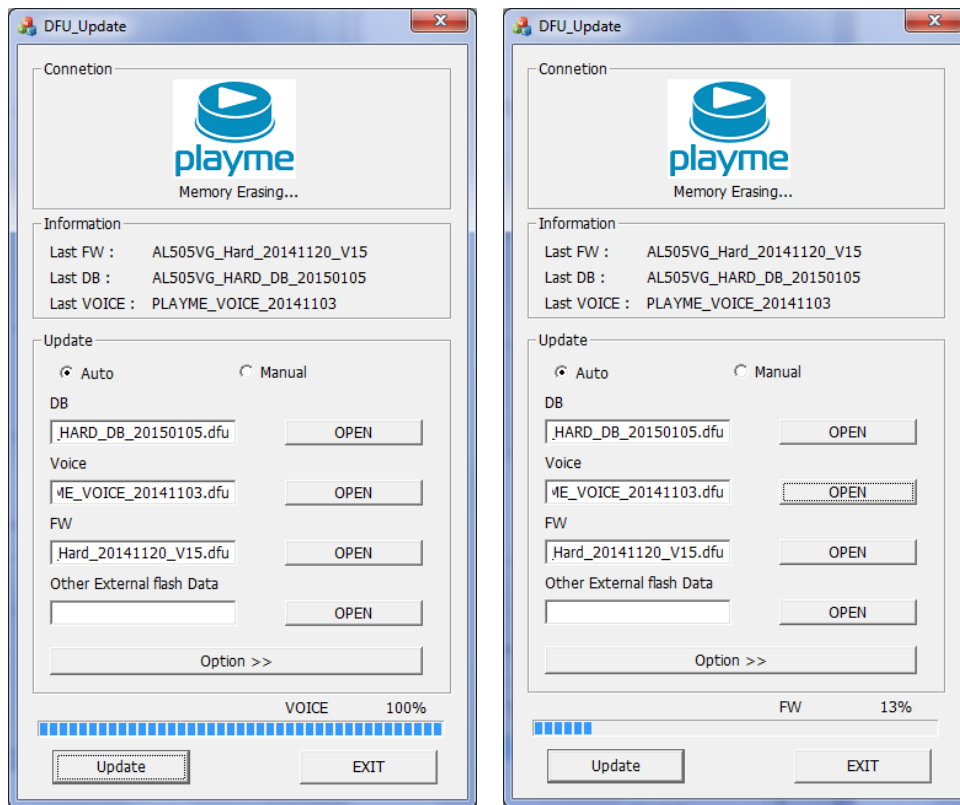 DFU_Update
Connetion
playme
Memory Erasing...
Information
Last FW : AL505VG_Hard_20141120_V15
Last DB : AL505VG_HARD_DB_20150105
Last VOICE : PLAYME_VOICE_20141103
Update
Auto Manual
DB
_HARD_DB_20150105.dfu OPEN
Voice
ME_VOICE_20141103.dfu OPEN
FW
_Hard_20141120_V15.dfu OPEN
Other External flash Data
OPEN
Option >>
VOICE 100%
Update EXIT
DFU_Update
Connetion
playme
Memory Erasing...
Information
Last FW : AL505VG_Hard_20141120_V15
Last DB : AL505VG_HARD_DB_20150105
Last VOICE : PLAYME_VOICE_20141103
Update
Auto Manual
DB
_HARD_DB_20150105.dfu OPEN
Voice
ME_VOICE_20141103.dfu OPEN
FW
_Hard_20141120_V15.dfu OPEN
Other External flash Data
OPEN
Option >>
FW 13%
Update EXIT